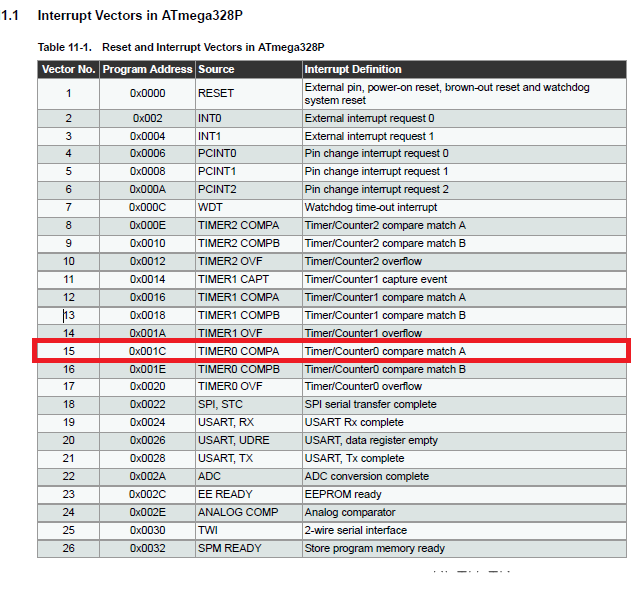 1.1 Interrupt Vectors in ATmega328P
Table 11-1. Reset and Interrupt Vectors in ATmega328P
Vector No. Program Address Source Interrupt Definition
1 0x0000 RESET External pin, power-on reset, brown-out reset and watchdog
system reset
2 0x002 INT0 External interrupt request 0
3 0x0004 INT1 External interrupt request 1
4 0x0006 PCINT0 Pin change interrupt request 0
5 0x0008 PCINT1 Pin change interrupt request 1
6 0x000A PCINT2 Pin change interrupt request 2
7 0x000C WDT Watchdog time-out interrupt
8 0x000E TIMER2 COMPA Timer/Counter2 compare match A
9 0x0010 TIMER2 COMPB Timer/Counter2 compare match B
10 0x0012 TIMER2 OVF Timer/Counter2 overflow
11 0x0014 TIMER1 CAPT Timer/Counter1 capture event
12 0x0016 TIMER1 COMPA Timer/Counter1 compare match A
13 0x0018 TIMER1 COMPB Timer/Counter1 compare match B
14 0x001A TIMER1 OVF Timer/Counter1 overflow
15 0x001C TIMER0 COMPA Timer/Counter0 compare match A
16 0x001E TIMER0 COMPB Timer/Counter0 compare match B
17 0x0020 TIMER0 OVF Timer/Counter0 overflow
18 0x0022 SPI, STC SPI serial transfer complete
19 0x0024 USART, RX USART Rx complete
20 0x0026 USART, UDRE USART, data register empty
21 0x0028 USART, TX USART, Tx complete
22 0x002A ADC ADC conversion complete
23 0x002C EE READY EEPROM ready
24 0x002E ANALOG COMP Analog comparator
25 0x0030 TWI 2-wire serial interface
26 0x0032 SPM READY Store program memory ready